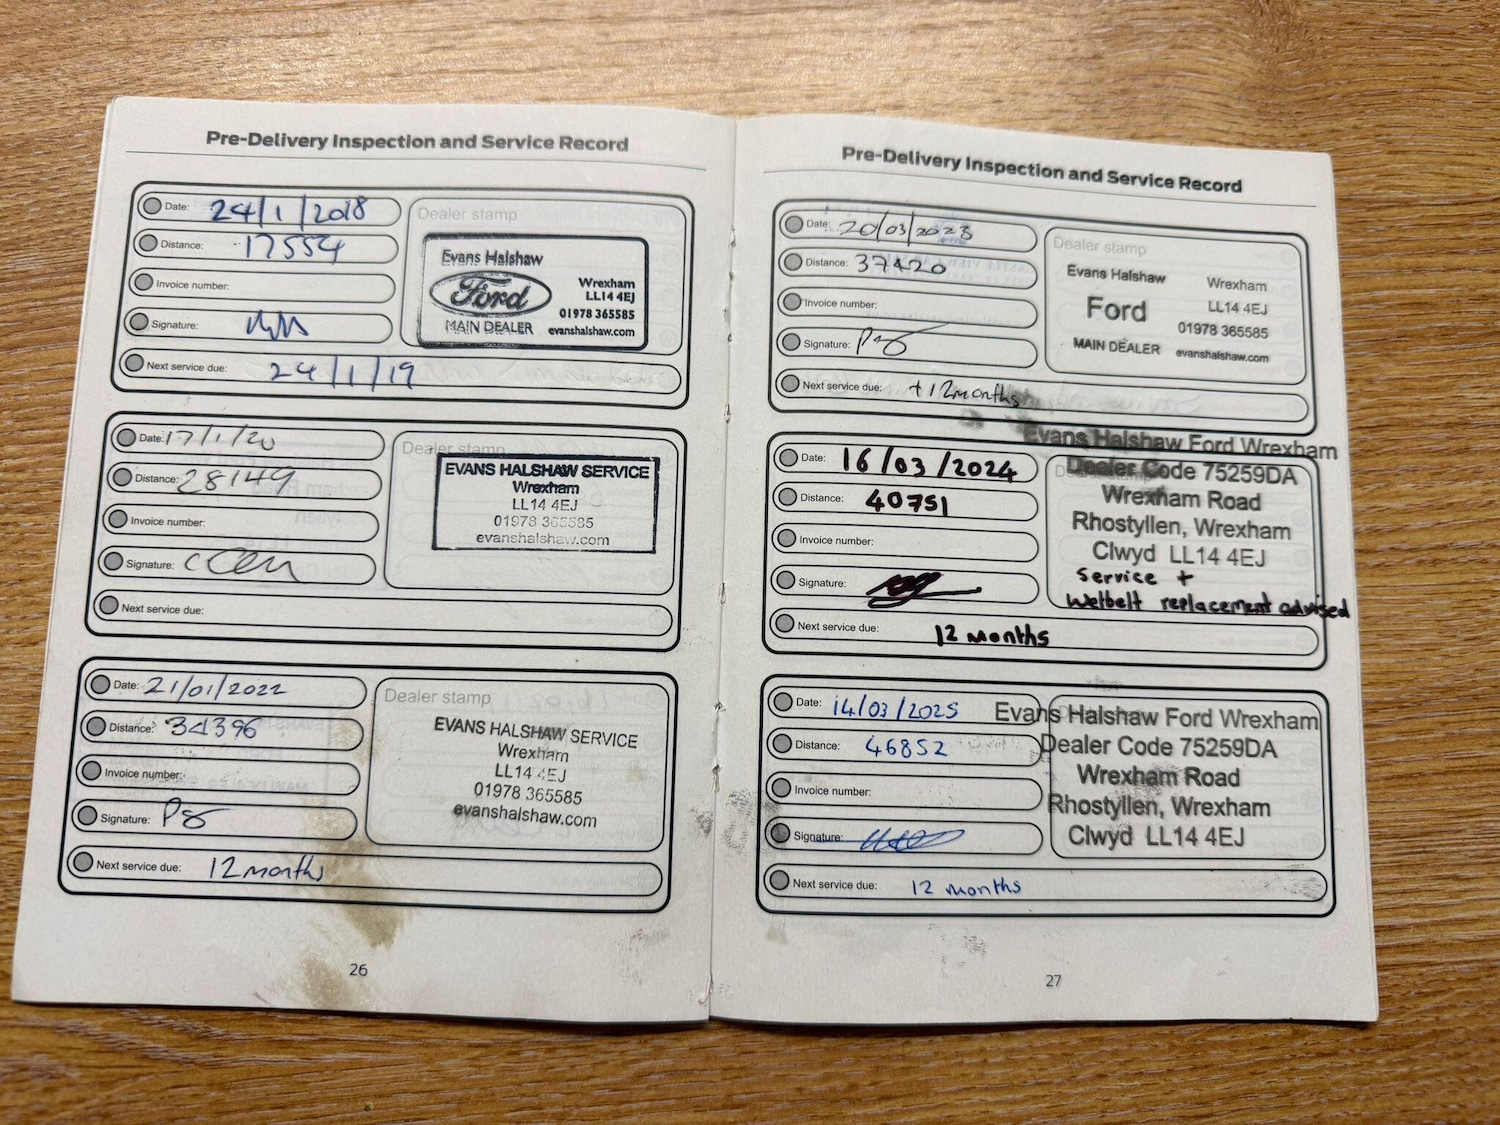 Pre-Delivery Inspection and Service Record
Date: 24/1/2018
Distance: 17554
Invoice number:
Signature:
Next service due: 24/1/19
Dealer stamp
Evans Halshaw
Ford
MAIN DEALER
Wrexham
LL14 4EJ
01978 365585
evanshalshaw.com
Date: 17/1/20
Distance: 28149
Invoice number:
Signature:
Next service due:
Dealer stamp
EVANS HALSHAW SERVICE
Wrexham
LL14 4EJ
01978 365585
evanshalshaw.com
Date: 21/01/2022
Distance: 34396
Invoice number:
Signature:
Next service due: 12 months
Dealer stamp
EVANS HALSHAW SERVICE
Wrexham
LL14 4EJ
01978 365585
evanshalshaw.com
26
Pre-Delivery Inspection and Service Record
Date: 20/03/2023
Distance: 37420
Invoice number:
Signature:
Next service due: +12months
Dealer stamp
Evans Halshaw
Ford
MAIN DEALER
Wrexham
LL14 4EJ
01978 365585
evanshalshaw.com
Date: 16/03/2024
Distance: 40751
Invoice number:
Signature:
Next service due: 12 months
Dealer stamp
Evans Halshaw Ford Wrexham
Dealer Code 75259DA
Wrexham Road
Rhostyllen, Wrexham
Clwyd LL14 4EJ
Service +
Wetbelt replacement advised
Date: 14/03/2025
Distance: 46852
Invoice number:
Signature:
Next service due: 12 months
Evans Halshaw Ford Wrexham
Dealer Code 75259DA
Wrexham Road
Rhostyllen, Wrexham
Clwyd LL14 4EJ
27